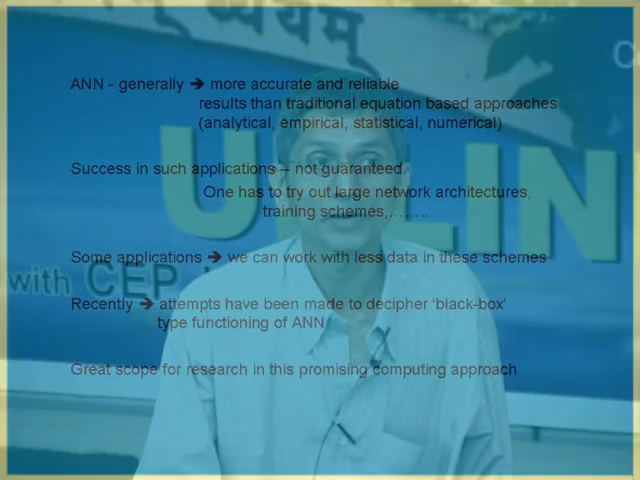 ANN - generally ➔ more accurate and reliable
results than traditional equation based approaches
(analytical, empirical, statistical, numerical)
Success in such applications – not guaranteed.
One has to try out large network architectures,
training schemes,……..
Some applications ➔ we can work with less data in these schemes
Recently ➔ attempts have been made to decipher ‘black-box’
type functioning of ANN
Great scope for research in this promising computing approach
with CEP